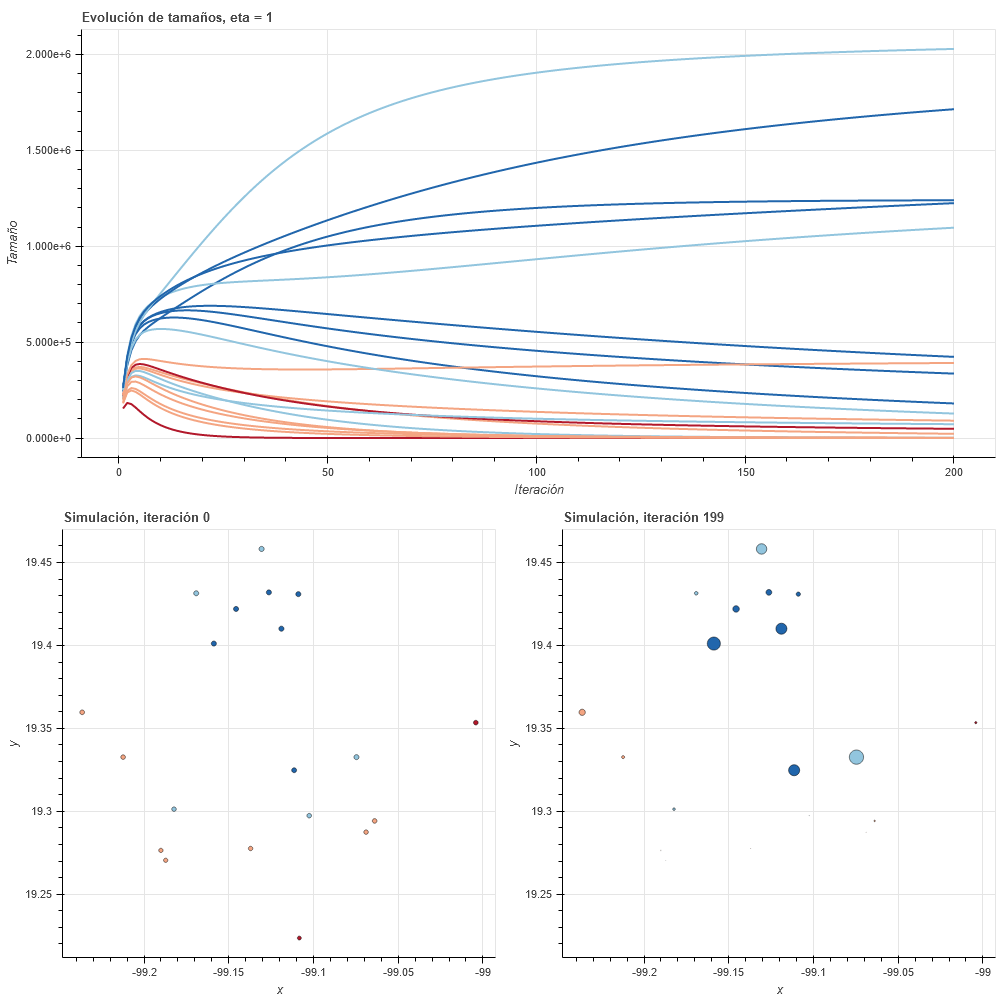 Evolución de tamaños, eta = 1
2.000e+6
1.500e+6
1.000e+6
5.000e+5
0.000e+0
Tamaño
0 50 100 150 200
Iteración
Simulación, iteración 0
19.45
19.4
19.35
19.3
19.25
y
-99.2 -99.15 -99.1 -99.05 -99
x
Simulación, iteración 199
19.45
19.4
19.35
19.3
19.25
y
-99.2 -99.15 -99.1 -99.05 -99
x